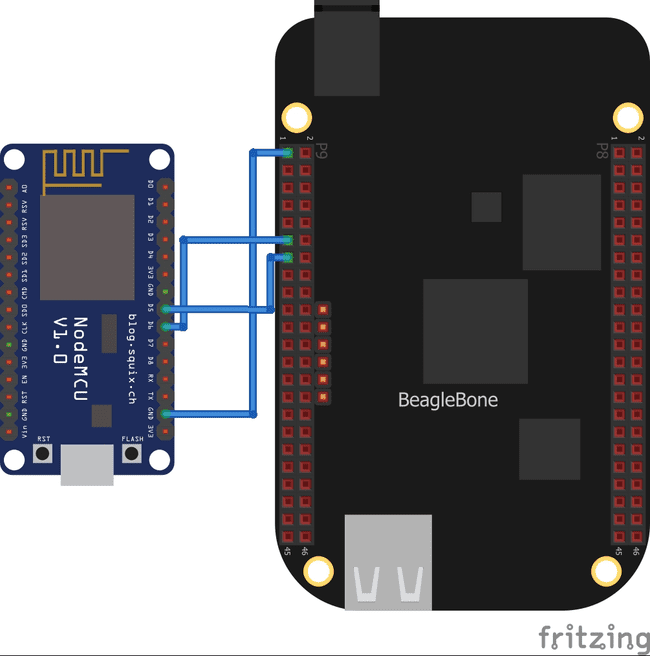 1
2
P9
1
2
P8
A0
RSV
RSV
SD3
SD2
SD1
CMD
SD0
CLK
GND
3V3
EN
RST
GND
Vin
D0
D1
D2
D3
D4
3V3
GND
D5
D6
D7
D8
RX
TX
GND
3V3
NodeMCU
V1.0
blog.squix.ch
RST
FLASH
BeagleBone
45
46
45
46
fritzing